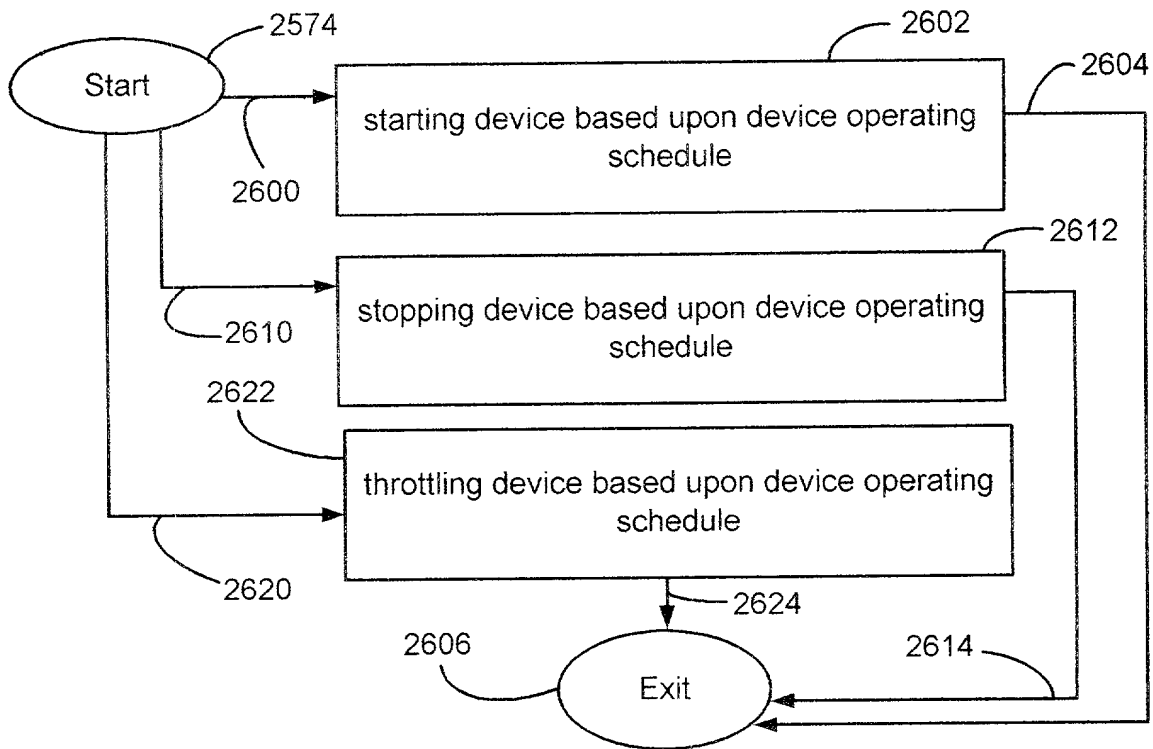 2574
Start
2602
2604
starting device based upon device operating
schedule
2600
2612
stopping device based upon device operating
schedule
2610
2622
throttling device based upon device operating
schedule
2620
2624
2606
Exit
2614